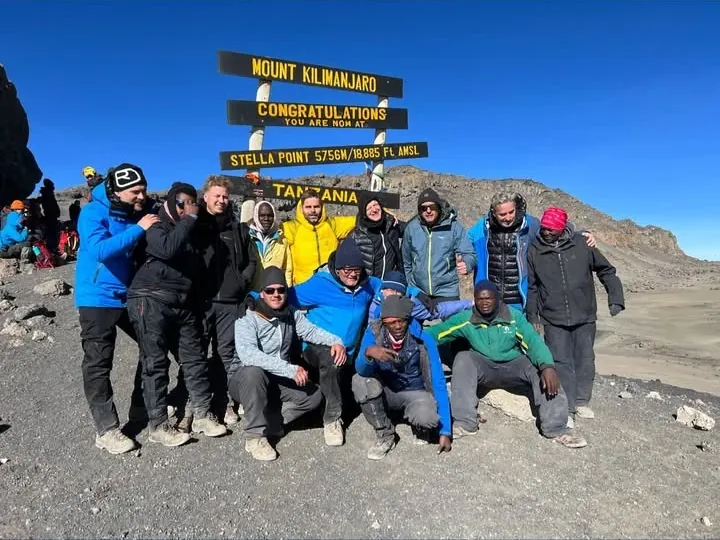 MOUNT KILIMANJARO
CONGRATULATIONS
YOU ARE NOW AT
STELLA POINT 5756M/18,885 FT. AMSL
TANZANIA